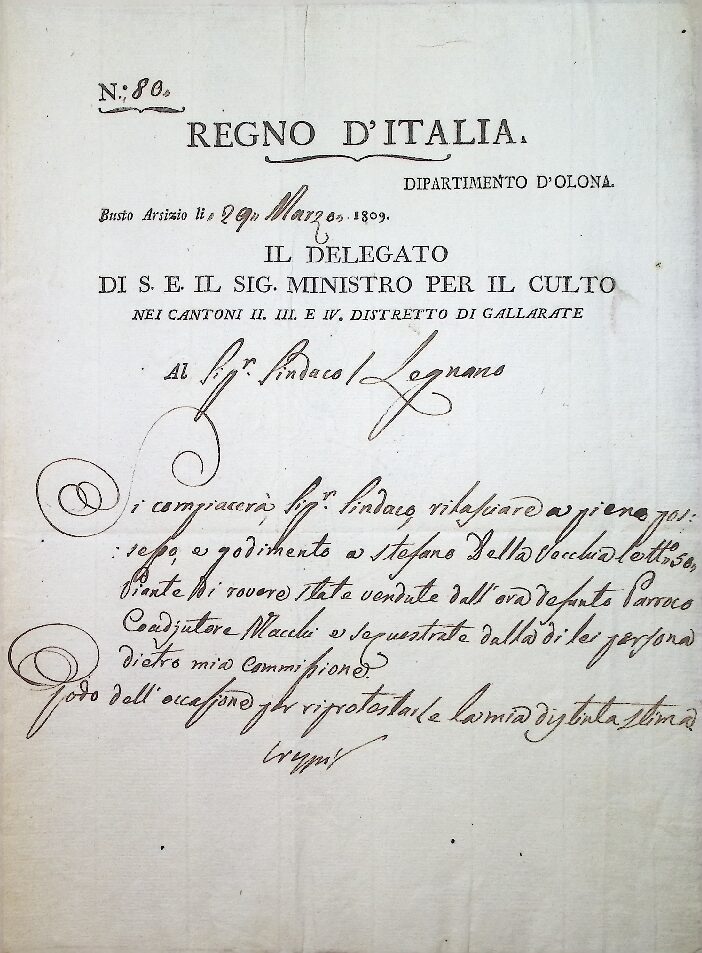 N.: 80.
REGNO D'ITALIA.
DIPARTIMENTO D'OLONA.
Busto Arsizio li 29 Marzo 1809.
IL DELEGATO
DI S. E. IL SIG. MINISTRO PER IL CULTO
NEI CANTONI II. III. E IV. DISTRETTO DI GALLARATE
Al Sig.r Sindaco / Legnano
Si compiacerà, Sig.r Sindaco, rilasciare a pieno pos:
:sesso, e godimento a Stefano Della Vecchia le 50
Piante di rovere state vendute dall'ora defunto Parroco
Coadjutore Macchi e sequestrate dalla di lei persona
dietro mia Commissione.
Godo dell'occasione per riprotestarle la mia distinta stima